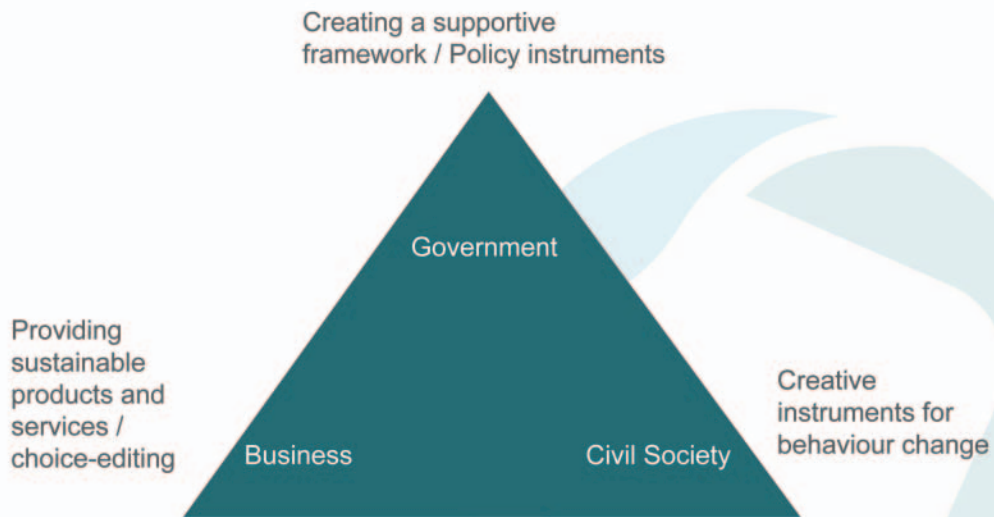 Creating a supportive
framework / Policy instruments
Government
Providing
sustainable
products and
services /
choice-editing
Business
Civil Society
Creative
instruments for
behaviour change